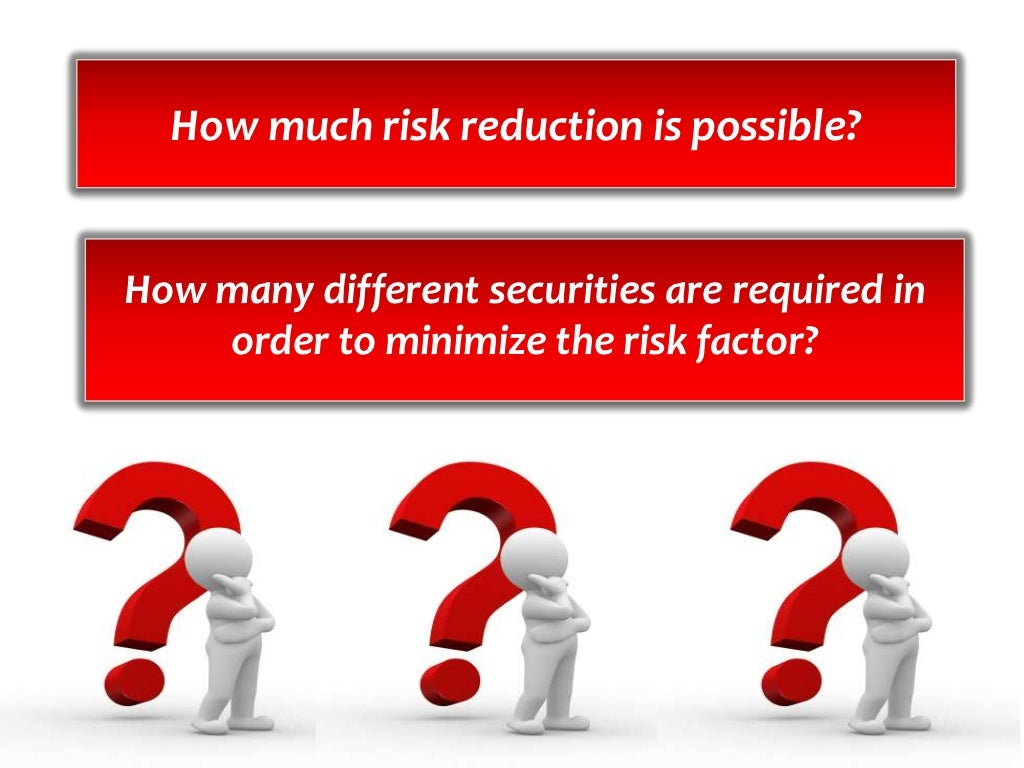 How much risk reduction is possible?
How many different securities are required in
order to minimize the risk factor?